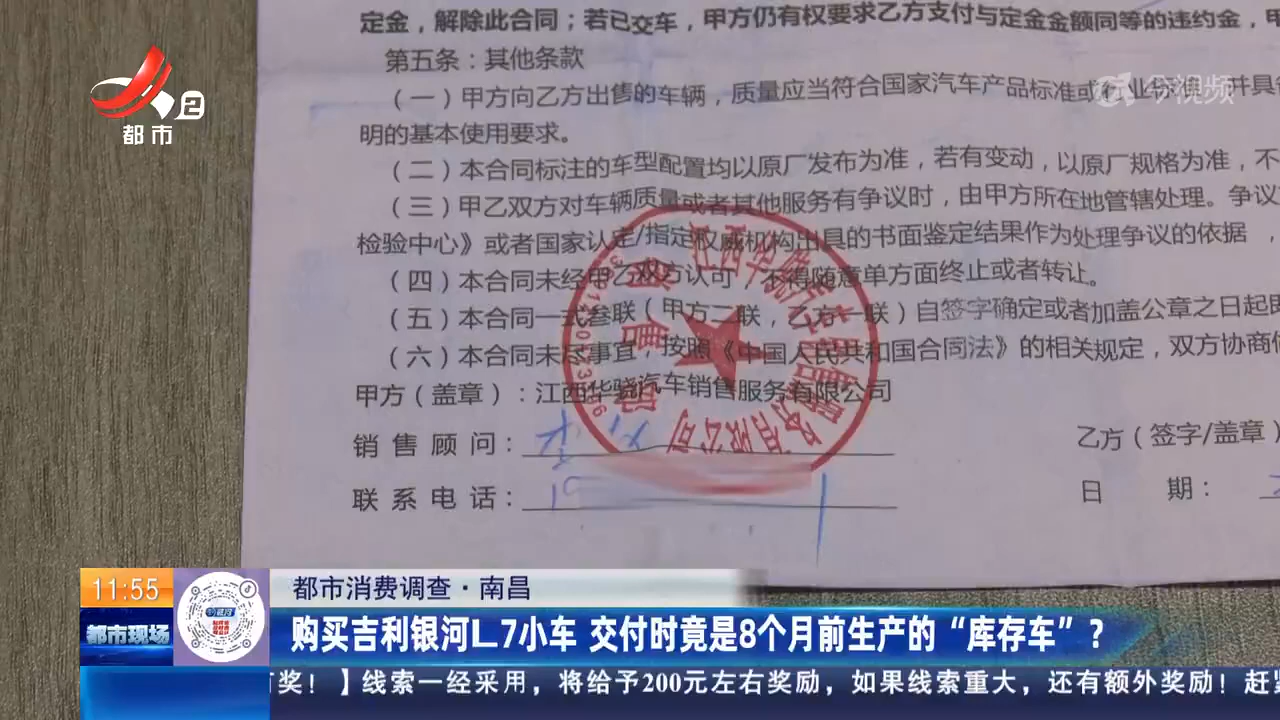 定金，解除此合同；若已交车，甲方仍有权要求乙方支付与定金金额同等的违约金，甲
第五条：其他条款
（一）甲方向乙方出售的车辆，质量应当符合国家汽车产品标准或行业标准，并具备
明的基本使用要求。
（二）本合同标注的车型配置均以原厂发布为准，若有变动，以原厂规格为准，不
（三）甲乙双方对车辆质量或者其他服务有争议时，由甲方所在地管辖处理。争议
检验中心》或者国家认定/指定权威机构出具的书面鉴定结果作为处理争议的依据，
（四）本合同未经甲乙双方认可，不得随意单方面终止或者转让。
（五）本合同一式叁联（甲方二联，乙方一联）自签字确定或者加盖公章之日起
（六）本合同未尽事宜，按照《中国人民共和国合同法》的相关规定，双方协商
甲方（盖章）：江西华骁汽车销售服务有限公司
销售顾问：
乙方（签字/盖章）
联系电话：
日期：
2
都市
今视频
11:55
都市现场
都市消费调查·南昌
购买吉利银河L7小车 交付时竟是8个月前生产的“库存车”？
奖！】线索一经采用，将给予200元左右奖励，如果线索重大，还有额外奖励！赶紧